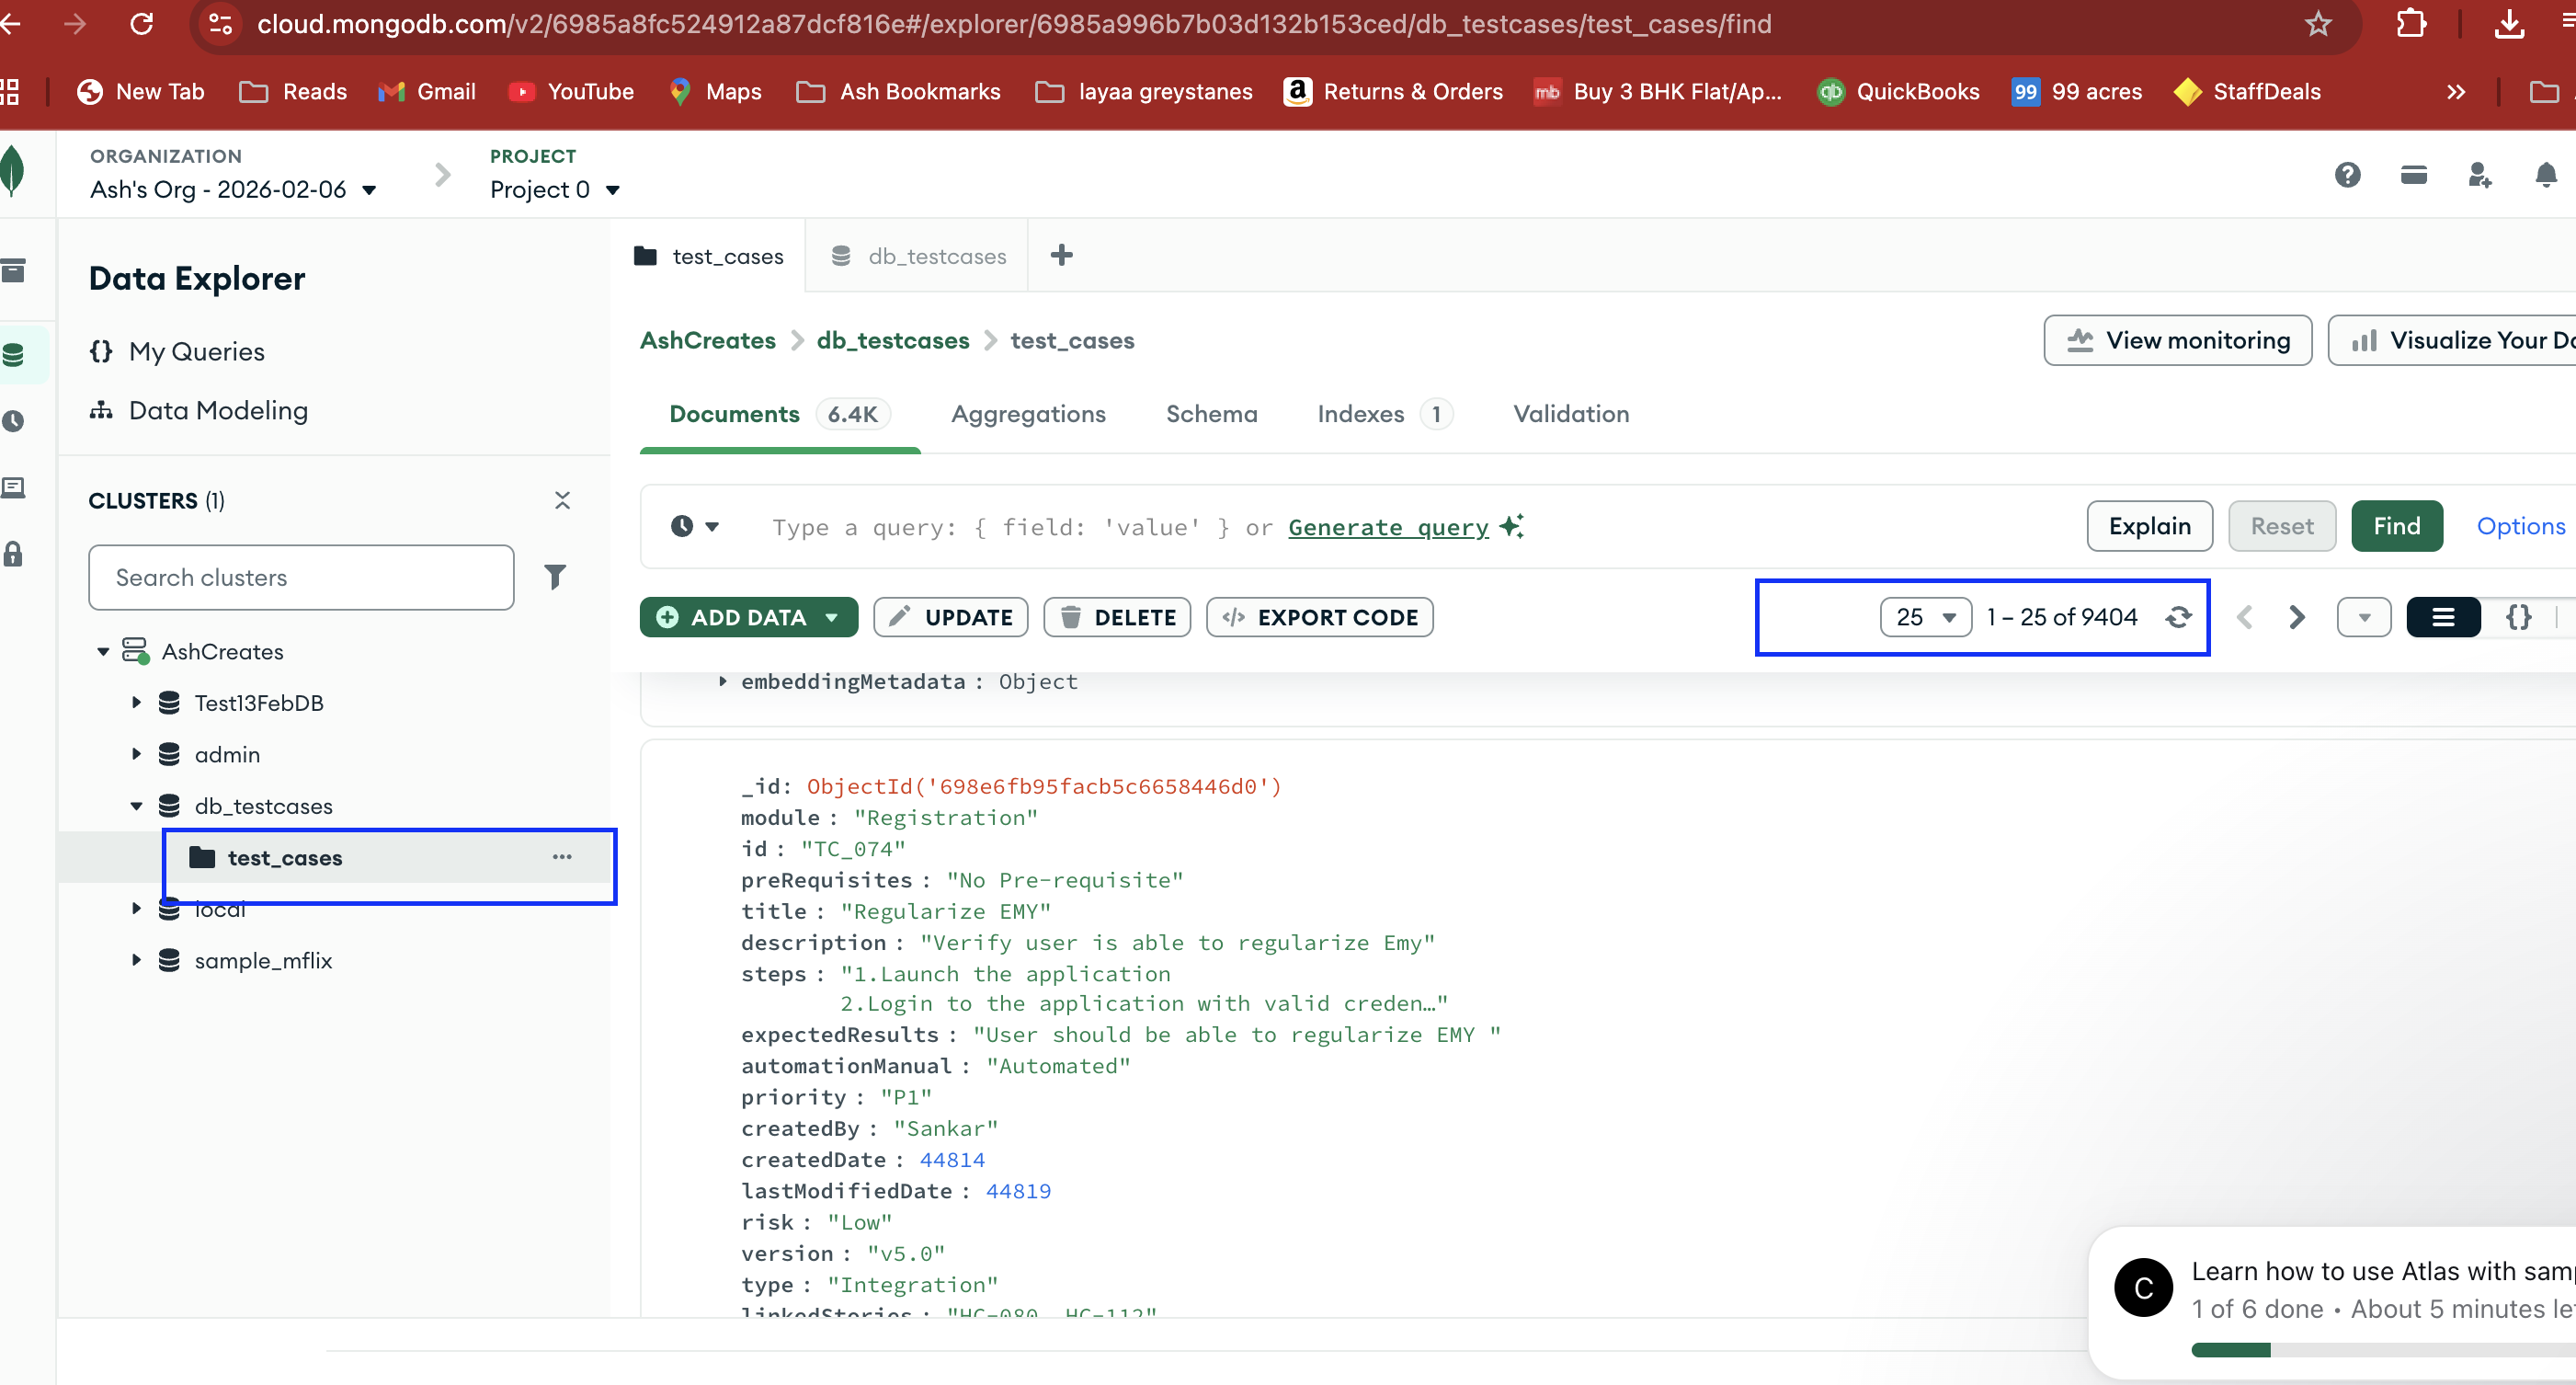 cloud.mongodb.com/v2/6985a8fc524912a87dcf816e#/explorer/6985a996b7b03d132b153ced/db_testcases/test_cases/find
New Tab Reads Gmail YouTube Maps Ash Bookmarks layaa greystanes Returns & Orders mb Buy 3 BHK Flat/Ap... qb QuickBooks 99 99 acres StaffDeals
ORGANIZATION
Ash's Org - 2026-02-06
PROJECT
Project 0
Data Explorer
My Queries
Data Modeling
CLUSTERS (1)
Search clusters
AshCreates
Test13FebDB
admin
db_testcases
test_cases
local
sample_mflix
test_cases db_testcases
AshCreates > db_testcases > test_cases
View monitoring Visualize Your
Documents 6.4K Aggregations Schema Indexes 1 Validation
Type a query: { field: 'value' } or Generate query
Explain Reset Find Options
ADD DATA UPDATE DELETE EXPORT CODE 25 1 – 25 of 9404
embeddingMetadata : Object
_id: ObjectId('698e6fb95facb5c6658446d0')
module : "Registration"
id : "TC_074"
preRequisites : "No Pre-requisite"
title : "Regularize EMY"
description : "Verify user is able to regularize Emy"
steps : "1.Launch the application
2.Login to the application with valid creden…"
expectedResults : "User should be able to regularize EMY "
automationManual : "Automated"
priority : "P1"
createdBy : "Sankar"
createdDate : 44814
lastModifiedDate : 44819
risk : "Low"
version : "v5.0"
type : "Integration"
linkedStories : "HC-080, HC-112"
C
Learn how to use Atlas with
1 of 6 done • About 5 minutes